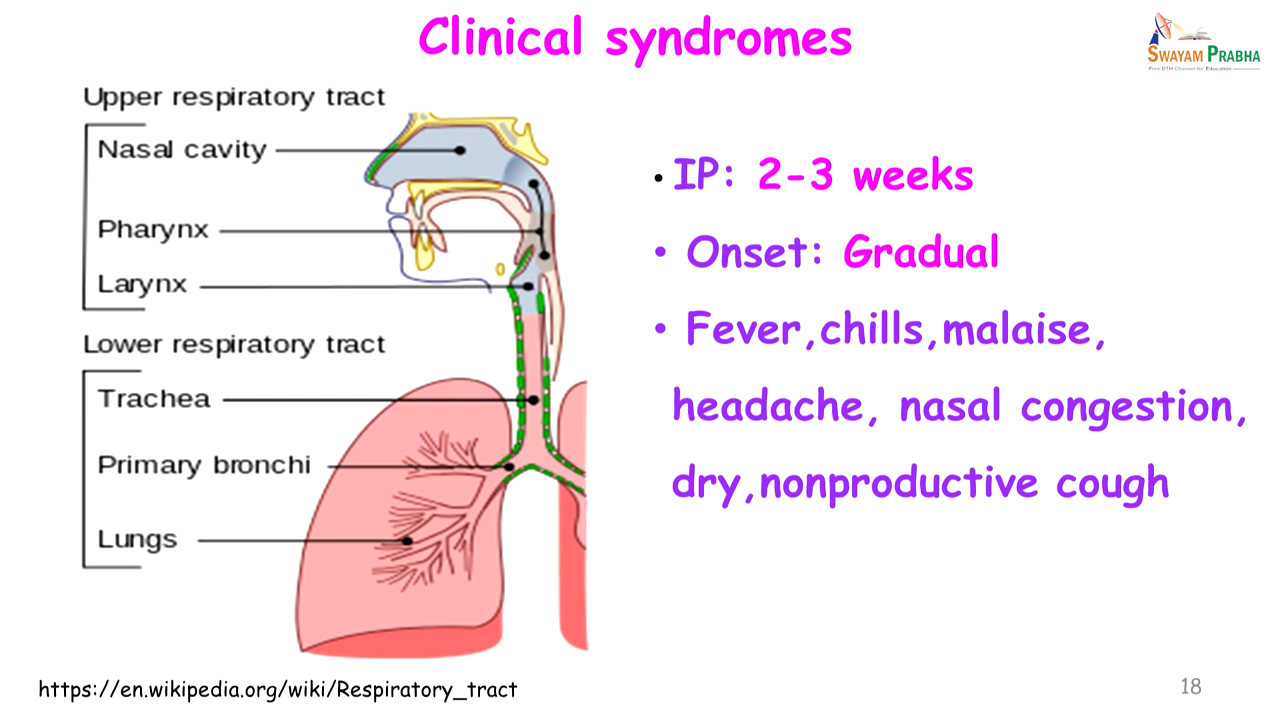 Clinical syndromes
SWAYAM PRABHA
Free DTH Channel for Education
Upper respiratory tract
Nasal cavity
Pharynx
Larynx
Lower respiratory tract
Trachea
Primary bronchi
Lungs
• IP: 2-3 weeks
• Onset: Gradual
• Fever,chills,malaise,
headache, nasal congestion,
dry,nonproductive cough
https://en.wikipedia.org/wiki/Respiratory_tract
18